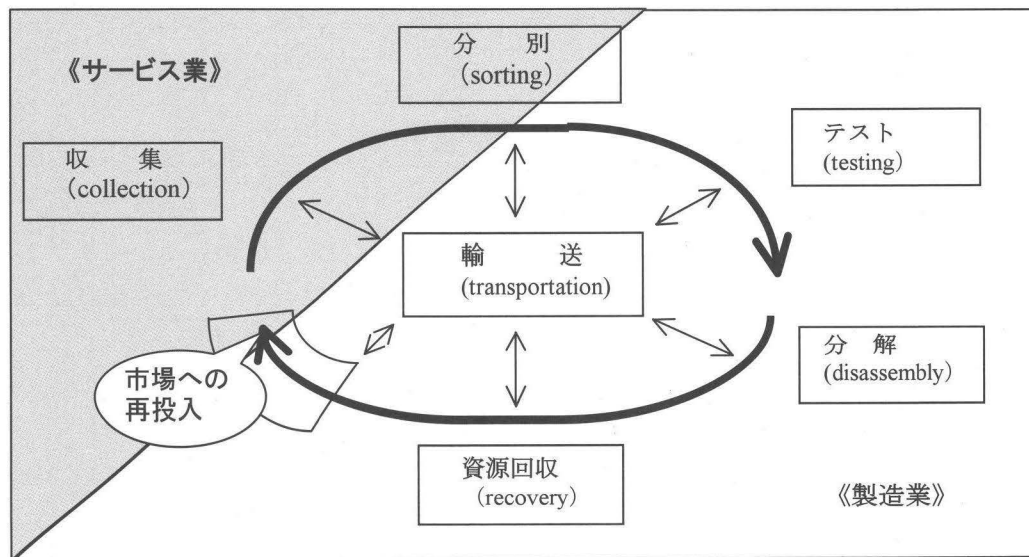 分　別
（sorting）
《サービス業》
収　集
（collection）
テスト
(testing)
輸　送
(transportation)
市場への
再投入
分　解
(disassembly)
資源回収
（recovery）
《製造業》